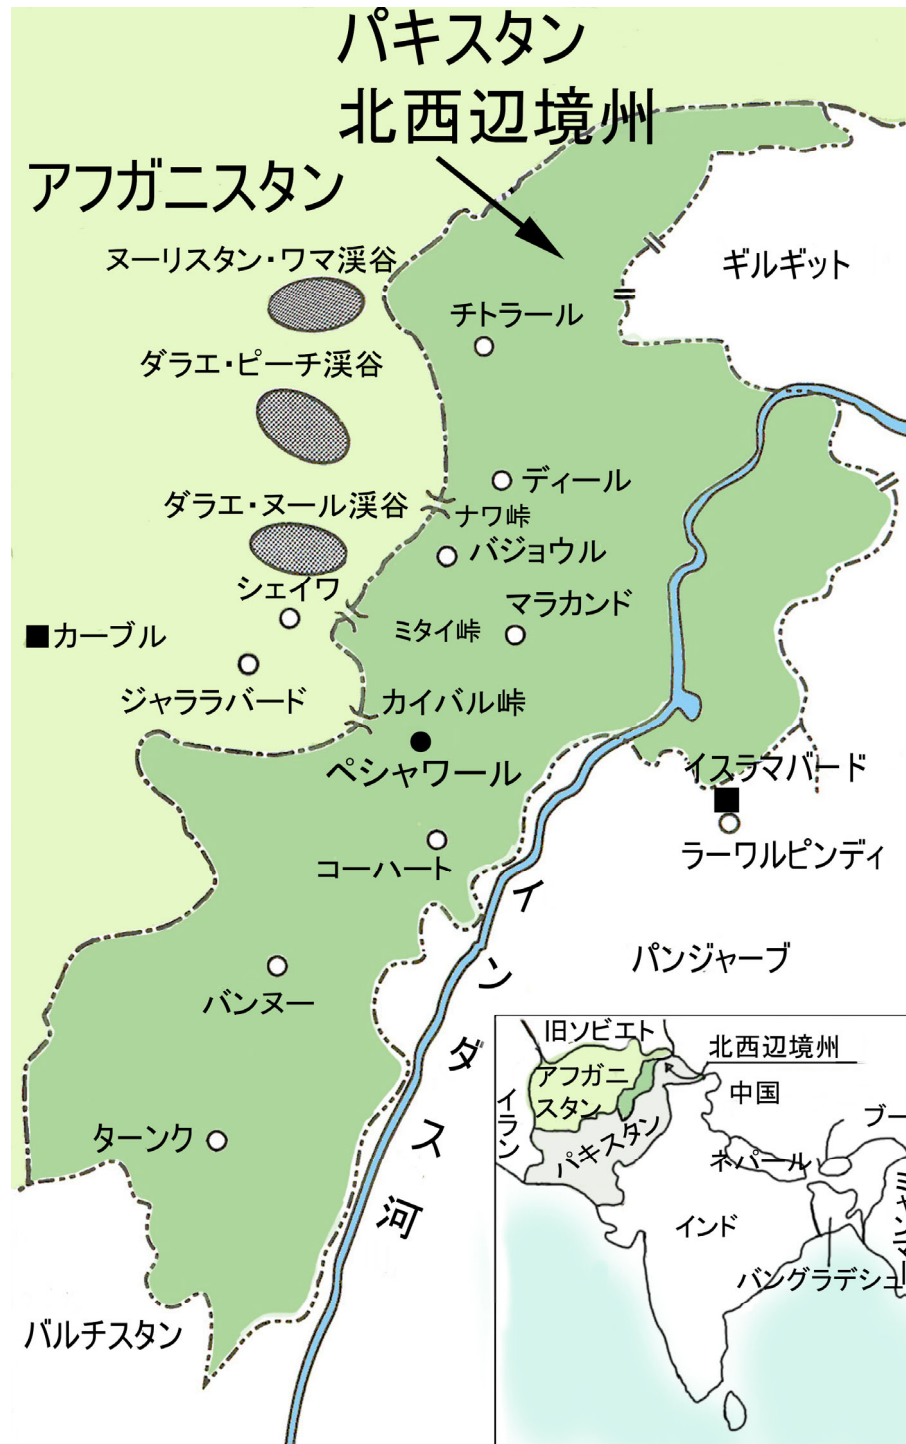 パキスタン
北西辺境州
アフガニスタン
ヌーリスタン・ワマ渓谷
ギルギット
チトラール
ダラエ・ピーチ渓谷
ディール
ダラエ・ヌール渓谷
ナワ峠
バジョウル
シェイワ
マラカンド
ミタイ峠
カーブル
ジャララバード
カイバル峠
ペシャワール
イスラマバード
コーハート
ラーワルピンディ
インダス河
パンジャーブ
バンヌー
ターンク
バルチスタン
旧ソビエト
北西辺境州
アフガニ
スタン
中国
イラン
パキスタン
ブー
ネパール
ミャンマー
インド
バングラデシュ